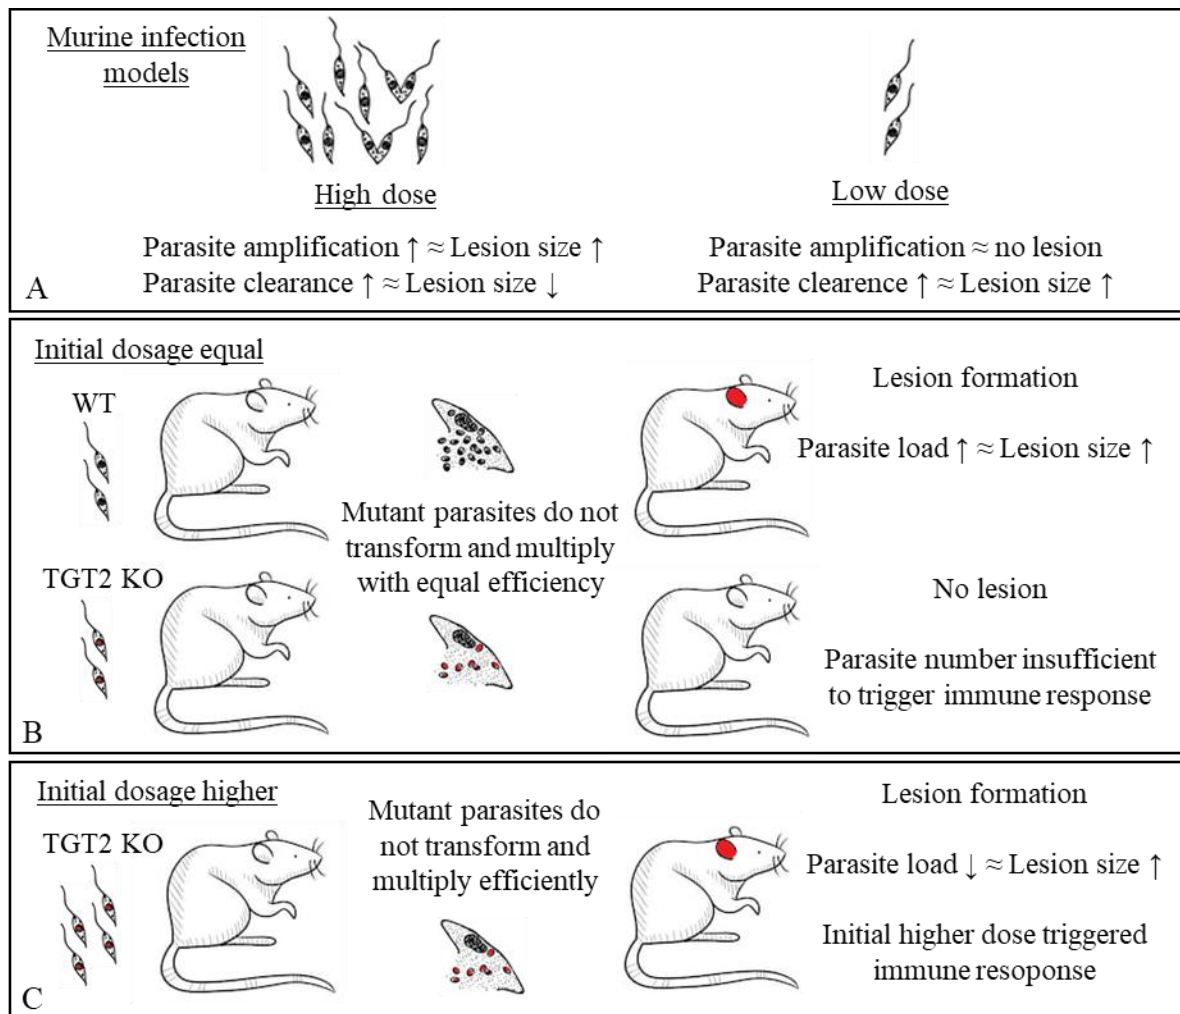 Murine infection
models
High dose
Low dose
Parasite amplification ↑ ≈ Lesion size ↑
Parasite clearance ↑ ≈ Lesion size ↓
Parasite amplification ≈ no lesion
Parasite clearence ↑ ≈ Lesion size ↑
A
Initial dosage equal
WT
Lesion formation
Parasite load ↑ ≈ Lesion size ↑
Mutant parasites do not
transform and multiply
with equal efficiency
TGT2 KO
No lesion
Parasite number insufficient
to trigger immune response
B
Initial dosage higher
TGT2 KO
Mutant parasites do
not transform and
multiply efficiently
Lesion formation
Parasite load ↓ ≈ Lesion size ↑
Initial higher dose triggered
immune resoponse
C